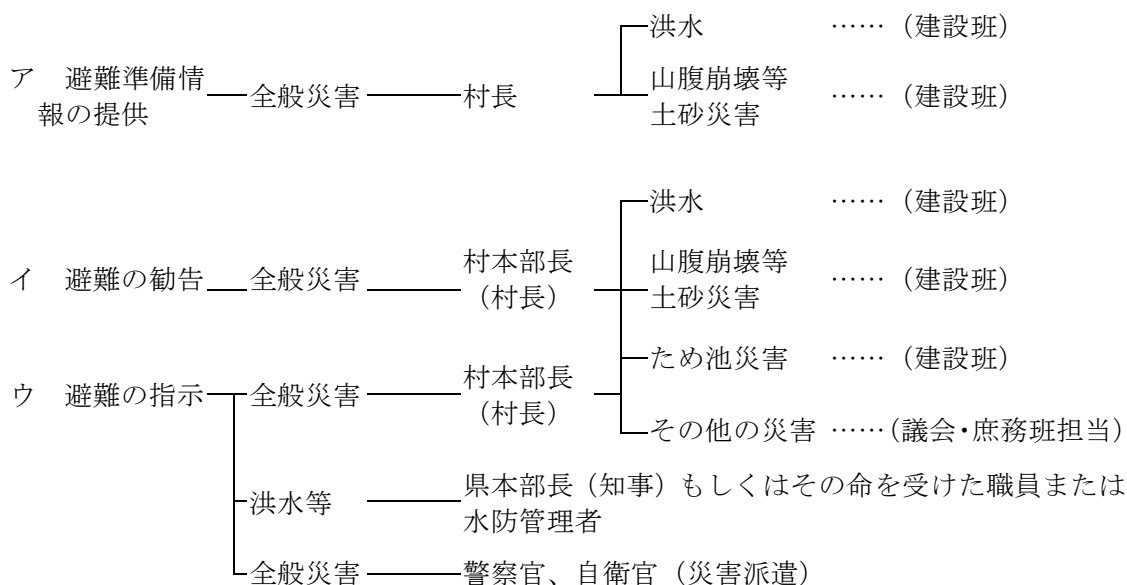 洪水 ……（建設班）
ア 避難準備情報の提供 全般災害 村長 山腹崩壊等土砂災害 ……（建設班）
洪水 ……（建設班）
イ 避難の勧告 全般災害 村本部長（村長） 山腹崩壊等土砂災害 ……（建設班）
ため池災害 ……（建設班）
ウ 避難の指示 全般災害 村本部長（村長）
その他の災害 ……（議会・庶務班担当）
洪水等 県本部長（知事）もしくはその命を受けた職員または
水防管理者
全般災害 警察官、自衛官（災害派遣）